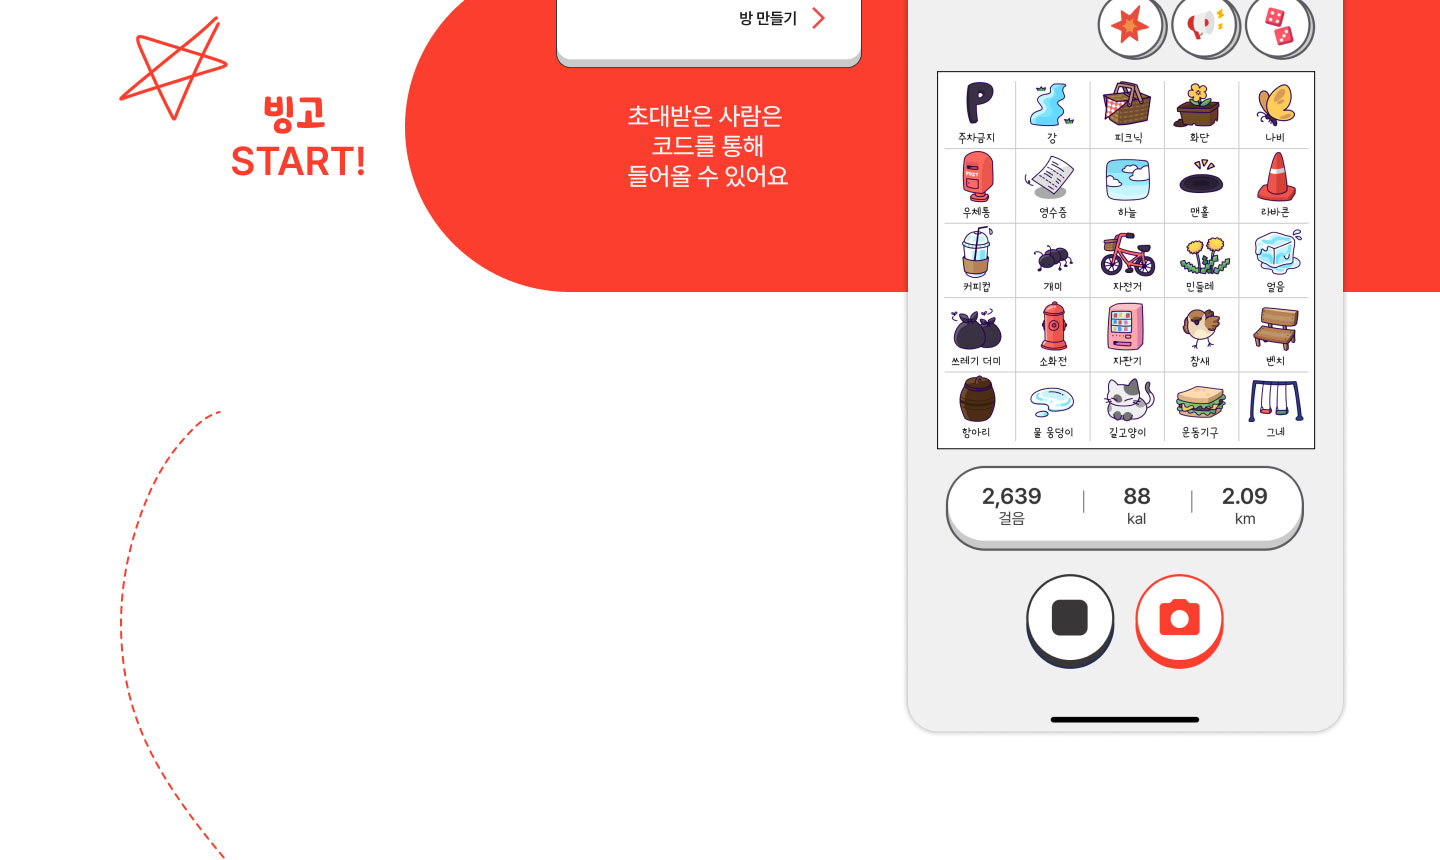 방 만들기
빙고
START!
초대받은 사람은
코드를 통해
들어올 수 있어요
P
주차금지
강
피크닉
화단
나비
POST
우체통
영수증
하늘
맨홀
라바콘
커피컵
개미
자전거
민들레
얼음
쓰레기 더미
소화전
자판기
참새
벤치
항아리
물 웅덩이
길고양이
운동기구
그네
2,639
걸음
88
kal
2.09
km